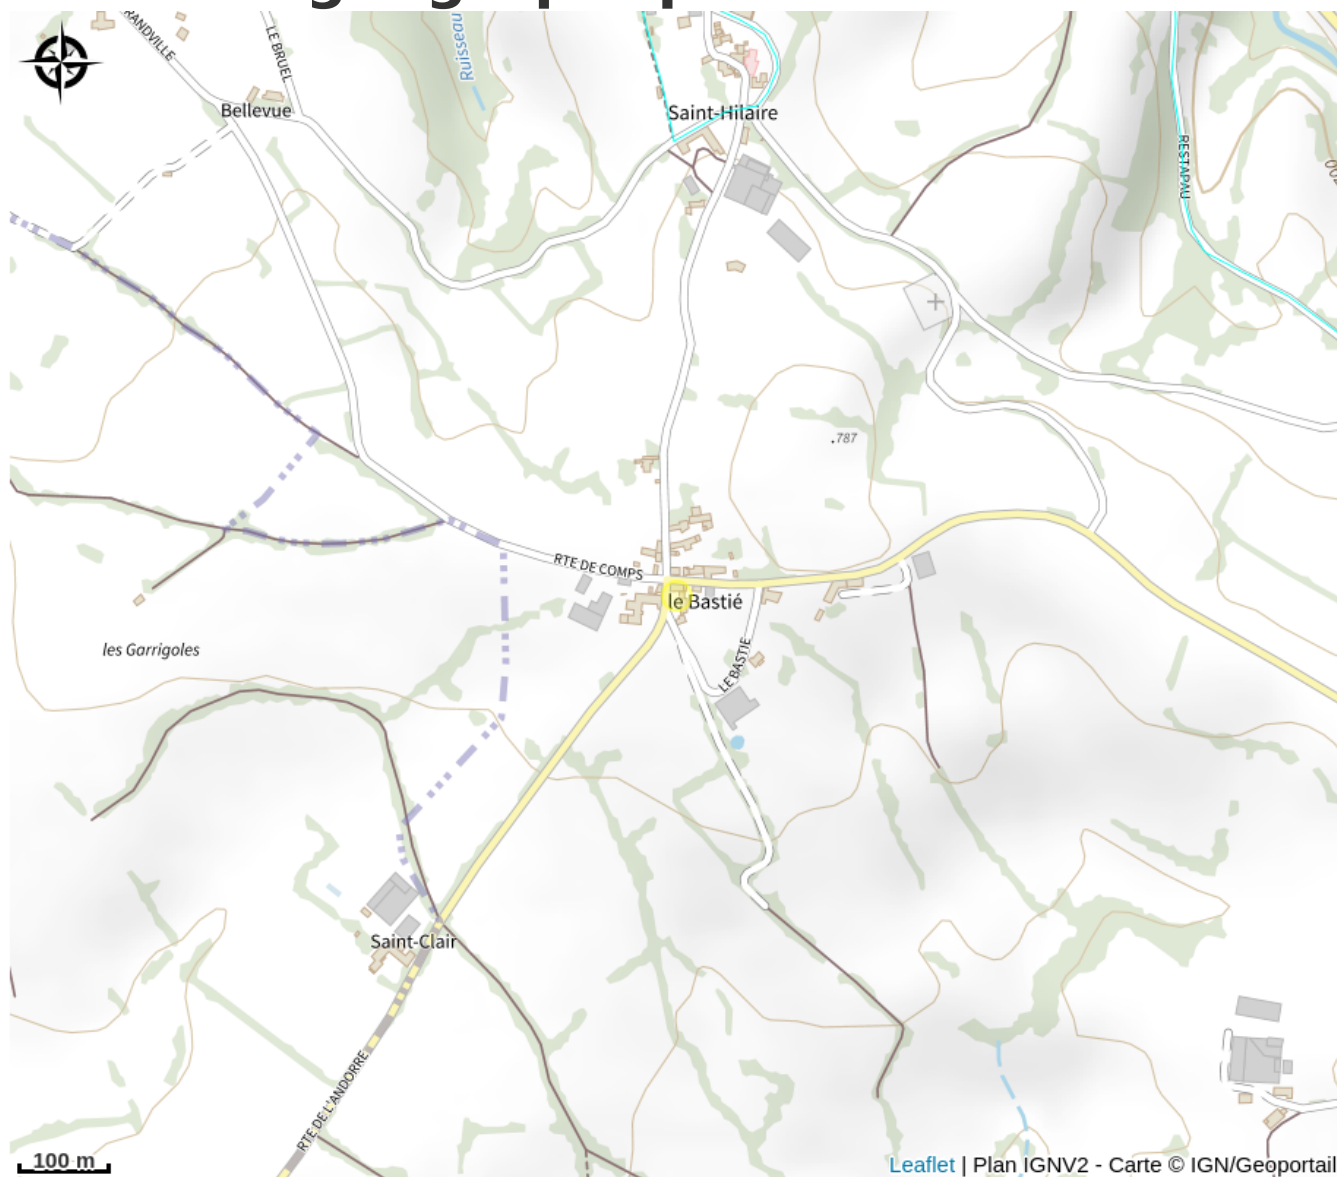 RANDVILLE
LE BRUEL
Ruisseau
Bellevue
Saint-Hilaire
RESTAPAU
.787
RTE DE COMPS
le Bastié
les Garrigoles
LE BASTIE
Saint-Clair
RTE DE L'ANDORRE
100 m
Leaflet | Plan IGNV2 - Carte © IGN/Geoportail